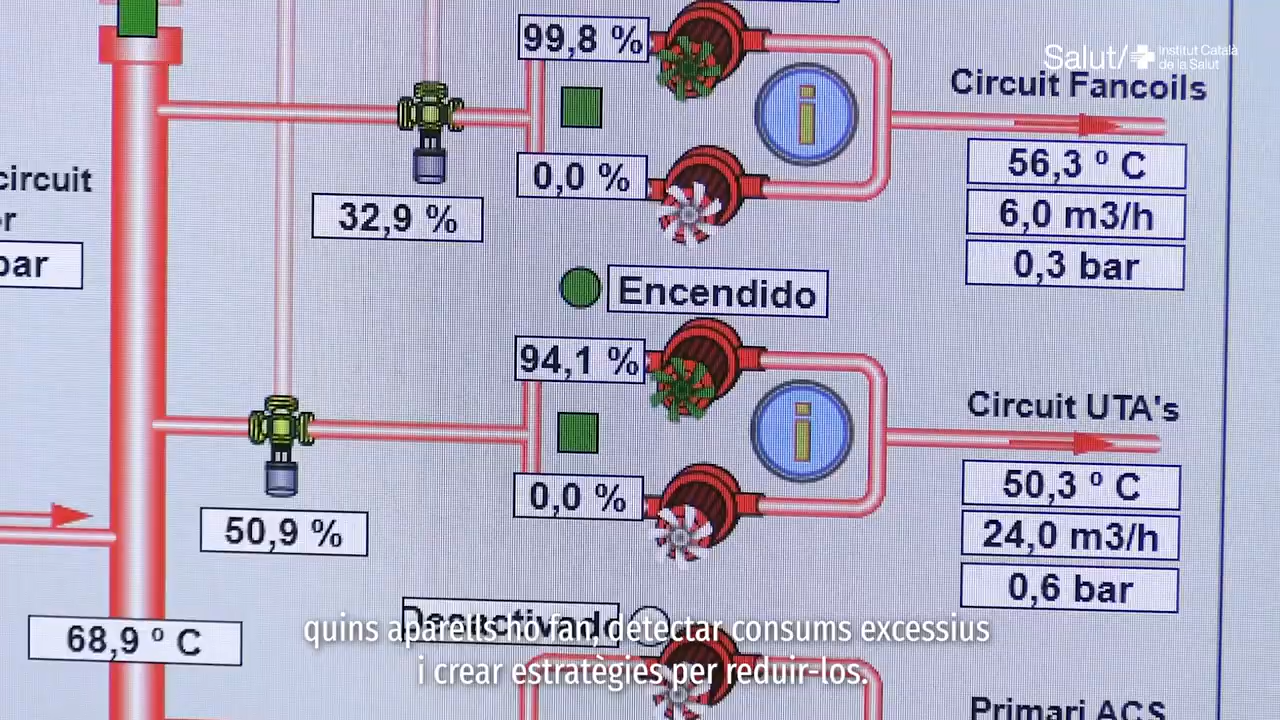 99,8 %
Salut/
Institut Català
de la Salut
Circuit Fancoils
56,3 º C
6,0 m3/h
0,3 bar
0,0 %
32,9 %
circuit
bar
Encendido
94,1 %
Circuit UTA's
50,3 º C
24,0 m3/h
0,6 bar
0,0 %
50,9 %
68,9 º C
Desactivado
quins aparells ho fan, detectar consums excessius
i crear estratègies per reduir-los.
Primari ACS